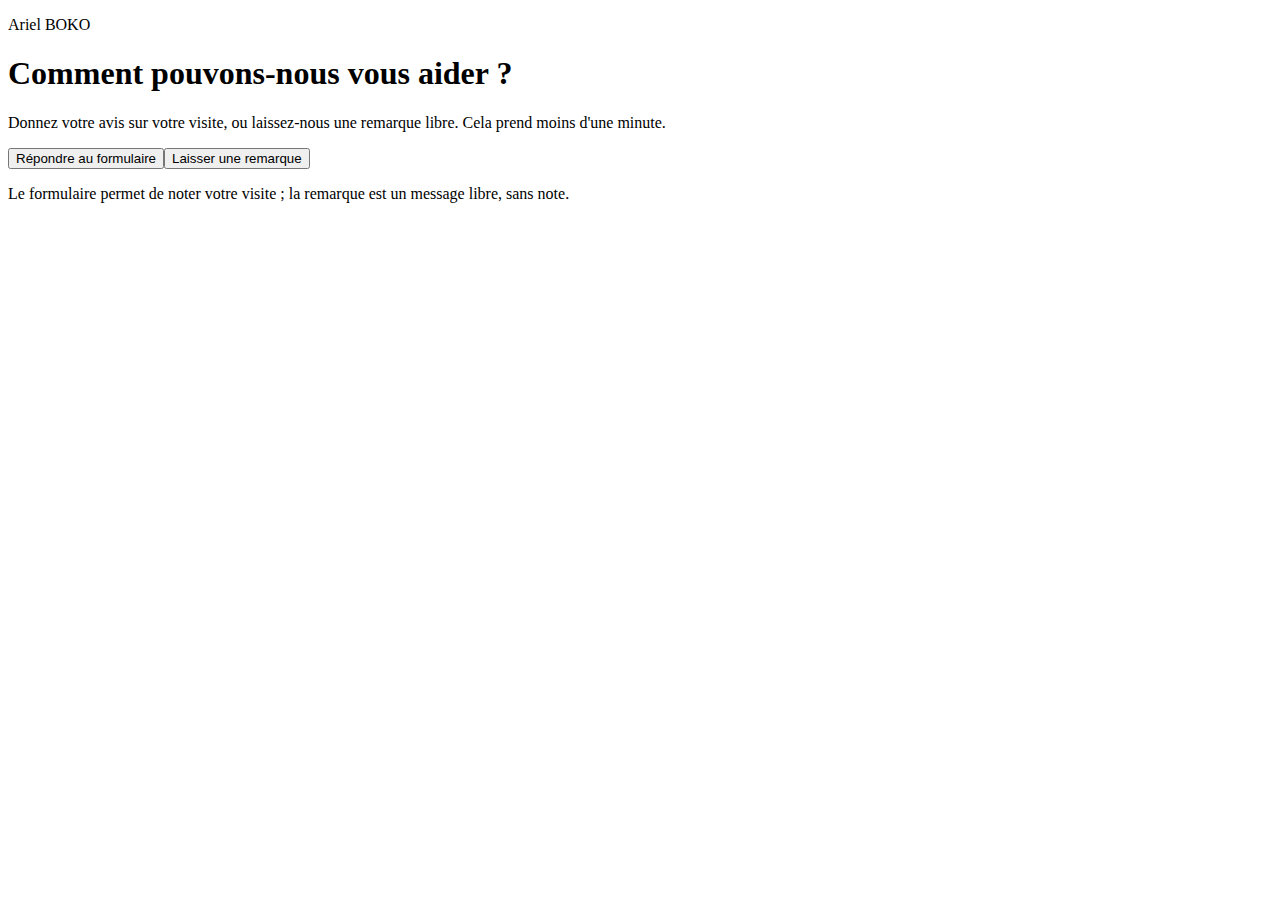 Ariel BOKO
Comment pouvons-nous vous aider ?
Donnez votre avis sur votre visite, ou laissez-nous une remarque libre. Cela prend moins d'une minute.
Répondre au formulaire Laisser une remarque
Le formulaire permet de noter votre visite ; la remarque est un message libre, sans note.